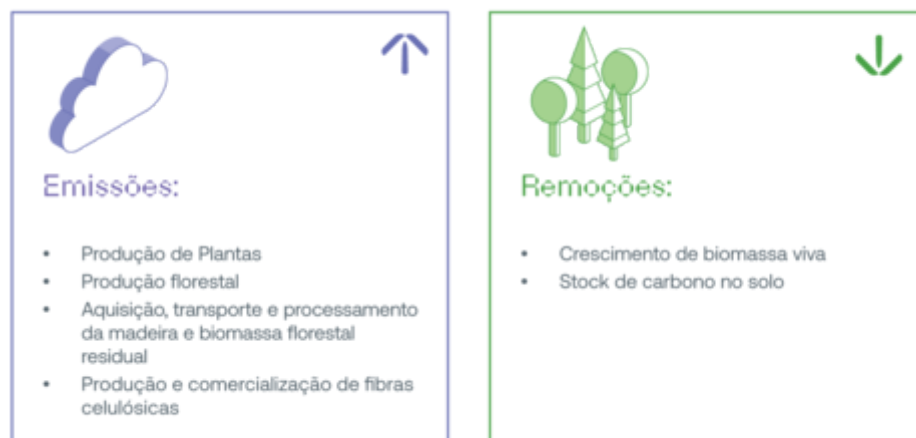 Emissões:
• Produção de Plantas
• Produção florestal
• Aquisição, transporte e processamento
da madeira e biomassa florestal
residual
• Produção e comercialização de fibras
celulósicas
Remoções:
• Crescimento de biomassa viva
• Stock de carbono no solo